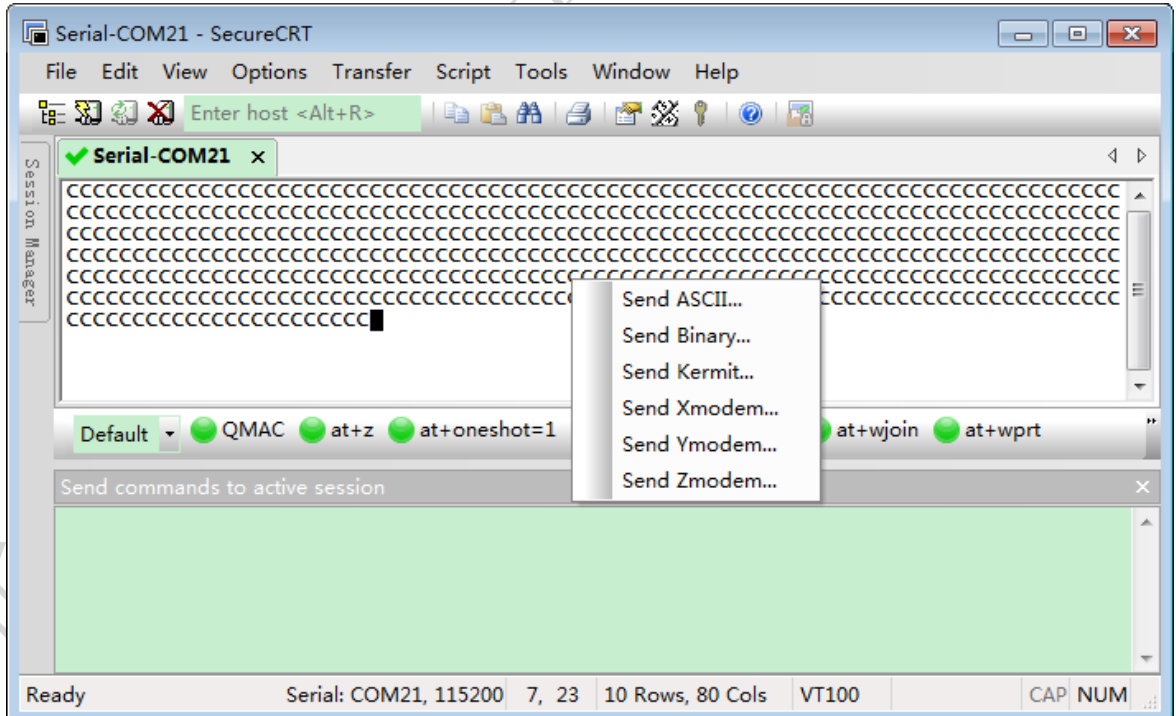 Serial-COM21 - SecureCRT
File Edit View Options Transfer Script Tools Window Help
Enter host <Alt+R>
Session Manager
Serial-COM21 x
CCCCCCCCCCCCCCCCCCCCCCCCCCCCCCCCCCCCCCCCCCCCCCCCCCCCCCCCCCCCCCCCCCCCCCCCCCCCCCCC
CCCCCCCCCCCCCCCCCCCCCCCCCCCCCCCCCCCCCCCCCCCCCCCCCCCCCCCCCCCCCCCCCCCCCCCCCCCCCCCC
CCCCCCCCCCCCCCCCCCCCCCCCCCCCCCCCCCCCCCCCCCCCCCCCCCCCCCCCCCCCCCCCCCCCCCCCCCCCCCCC
CCCCCCCCCCCCCCCCCCCCCCCCCCCCCCCCCCCCCCCCCCCCCCCCCCCCCCCCCCCCCCCCCCCCCCCCCCCCCCCC
CCCCCCCCCCCCCCCCCCCCCCCCCCCCCCCCCCCCCCCCCCCCCCCCCCCCCCCCCCCCCCCCCCCCCCCCCCCCCCCC
CCCCCCCCCCCCCCCCCCCCCCCCCCCCCCCCCCCCCC CCCCCCCCCCCCCCCCCCCCCCC
CCCCCCCCCCCCCCCCCCCCCCC
Send ASCII...
Send Binary...
Send Kermit...
Send Xmodem...
Send Ymodem...
Send Zmodem...
Default QMAC at+z at+oneshot=1 at+wjoin at+wprt
Send commands to active session
Ready Serial: COM21, 115200 7, 23 10 Rows, 80 Cols VT100 CAP NUM